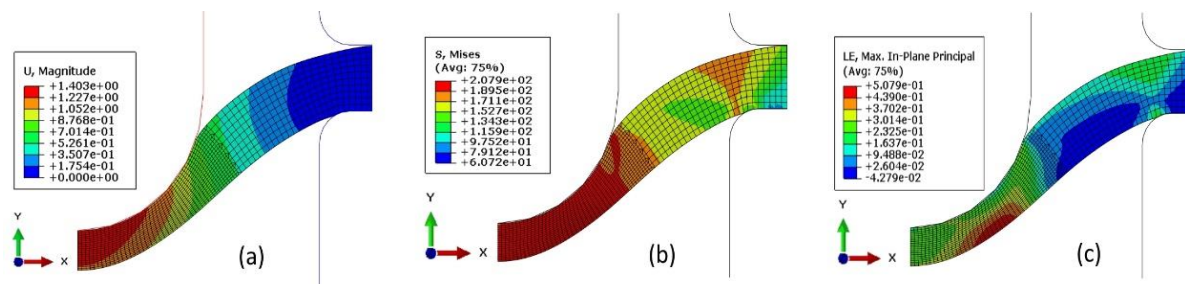 U, Magnitude
+1.403e+00
+1.227e+00
+1.052e+00
+8.768e-01
+7.014e-01
+5.261e-01
+3.507e-01
+1.754e-01
+0.000e+00
Y
X
(a)
S, Mises
(Avg: 75%)
+2.079e+02
+1.895e+02
+1.711e+02
+1.527e+02
+1.343e+02
+1.159e+02
+9.752e+01
+7.912e+01
+6.072e+01
Y
X
(b)
LE, Max. In-Plane Principal
(Avg: 75%)
+5.079e-01
+4.390e-01
+3.702e-01
+3.014e-01
+2.325e-01
+1.637e-01
+9.488e-02
+2.604e-02
-4.279e-02
Y
X
(c)